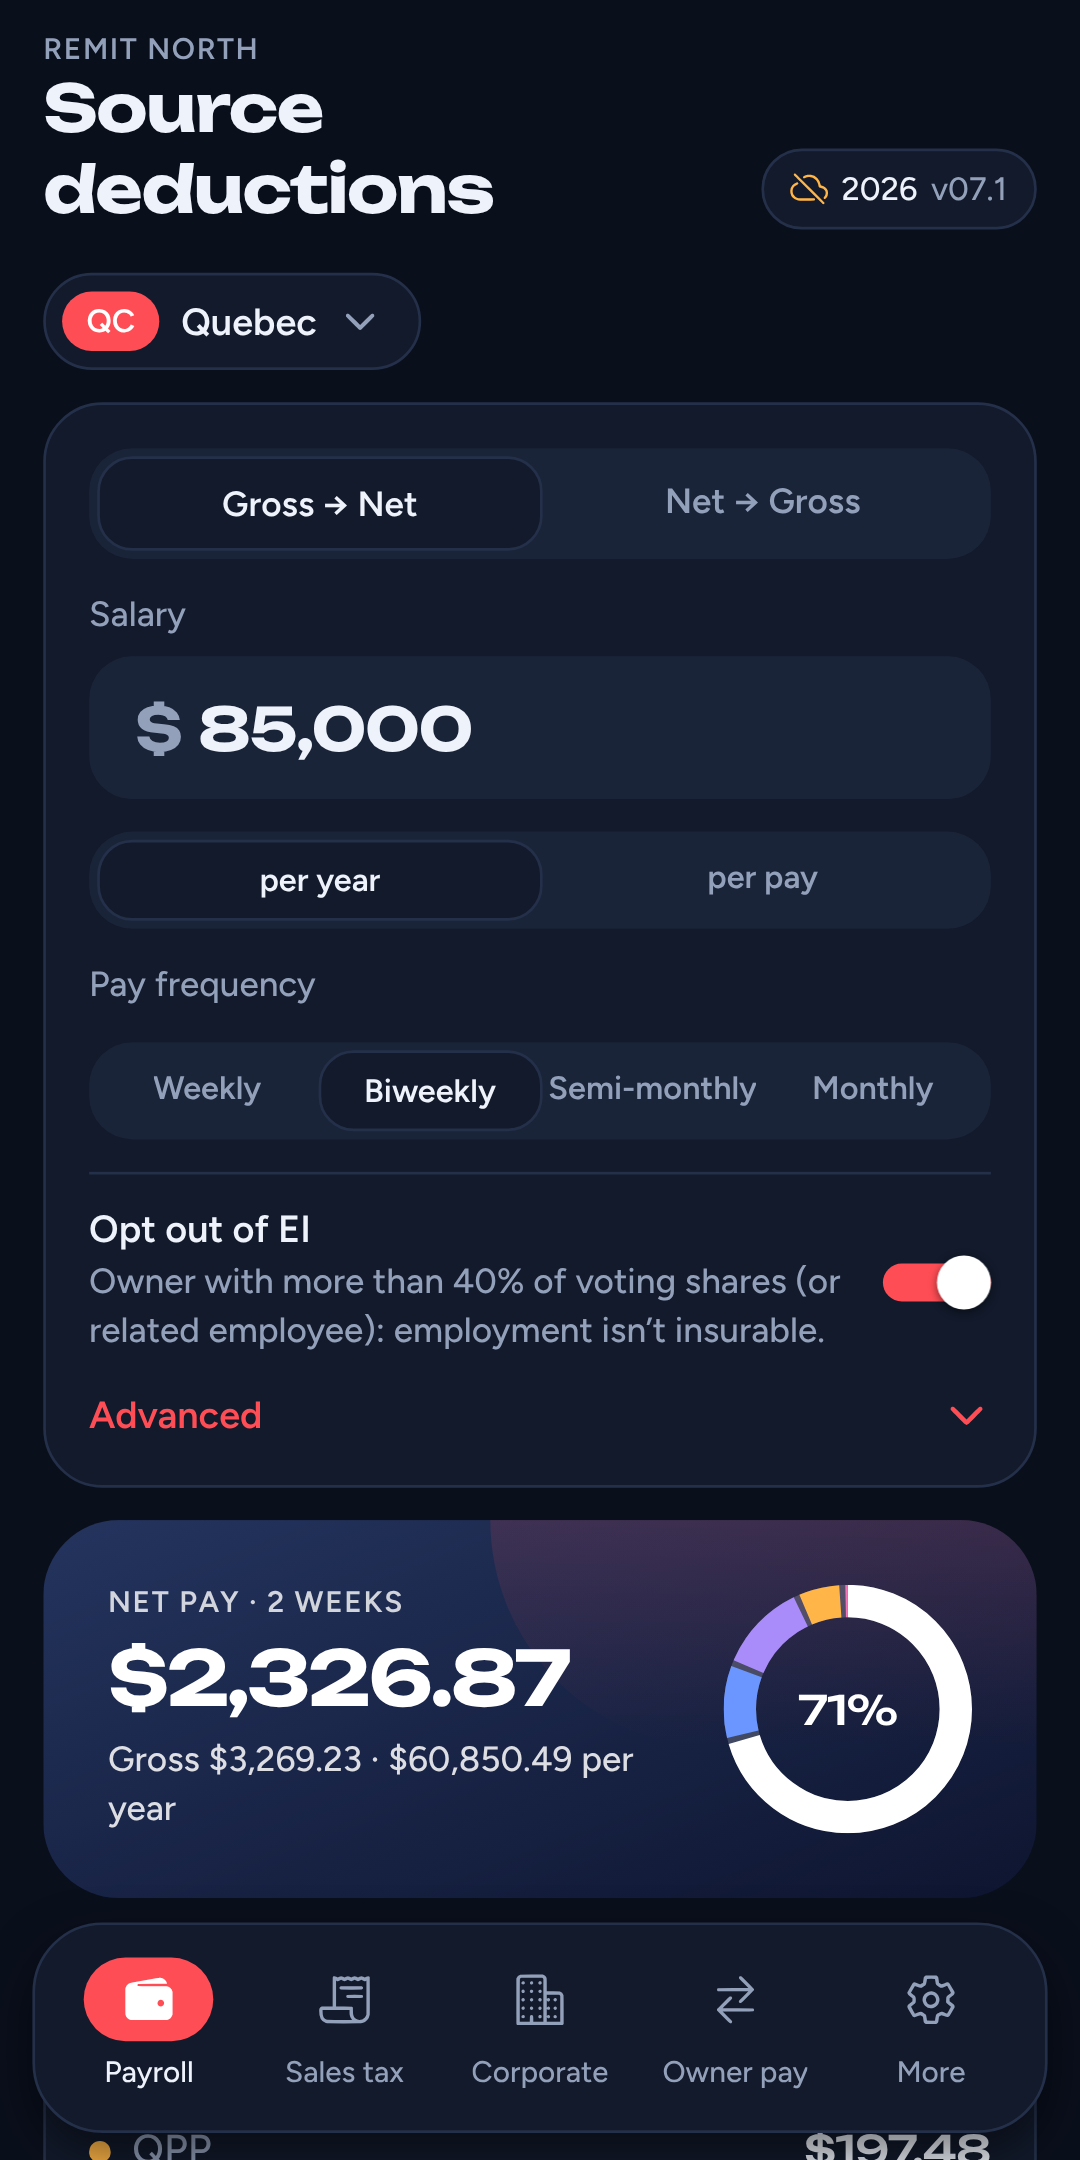 REMIT NORTH
Source
deductions
2026 v07.1
QC Quebec
Gross → Net
Net → Gross
Salary
$ 85,000
per year
per pay
Pay frequency
Weekly
Biweekly
Semi-monthly
Monthly
Opt out of EI
Owner with more than 40% of voting shares (or
related employee): employment isn’t insurable.
Advanced
NET PAY · 2 WEEKS
$2,326.87
Gross $3,269.23 · $60,850.49 per
year
71%
Payroll
Sales tax
Corporate
Owner pay
More
QPP
$197.48